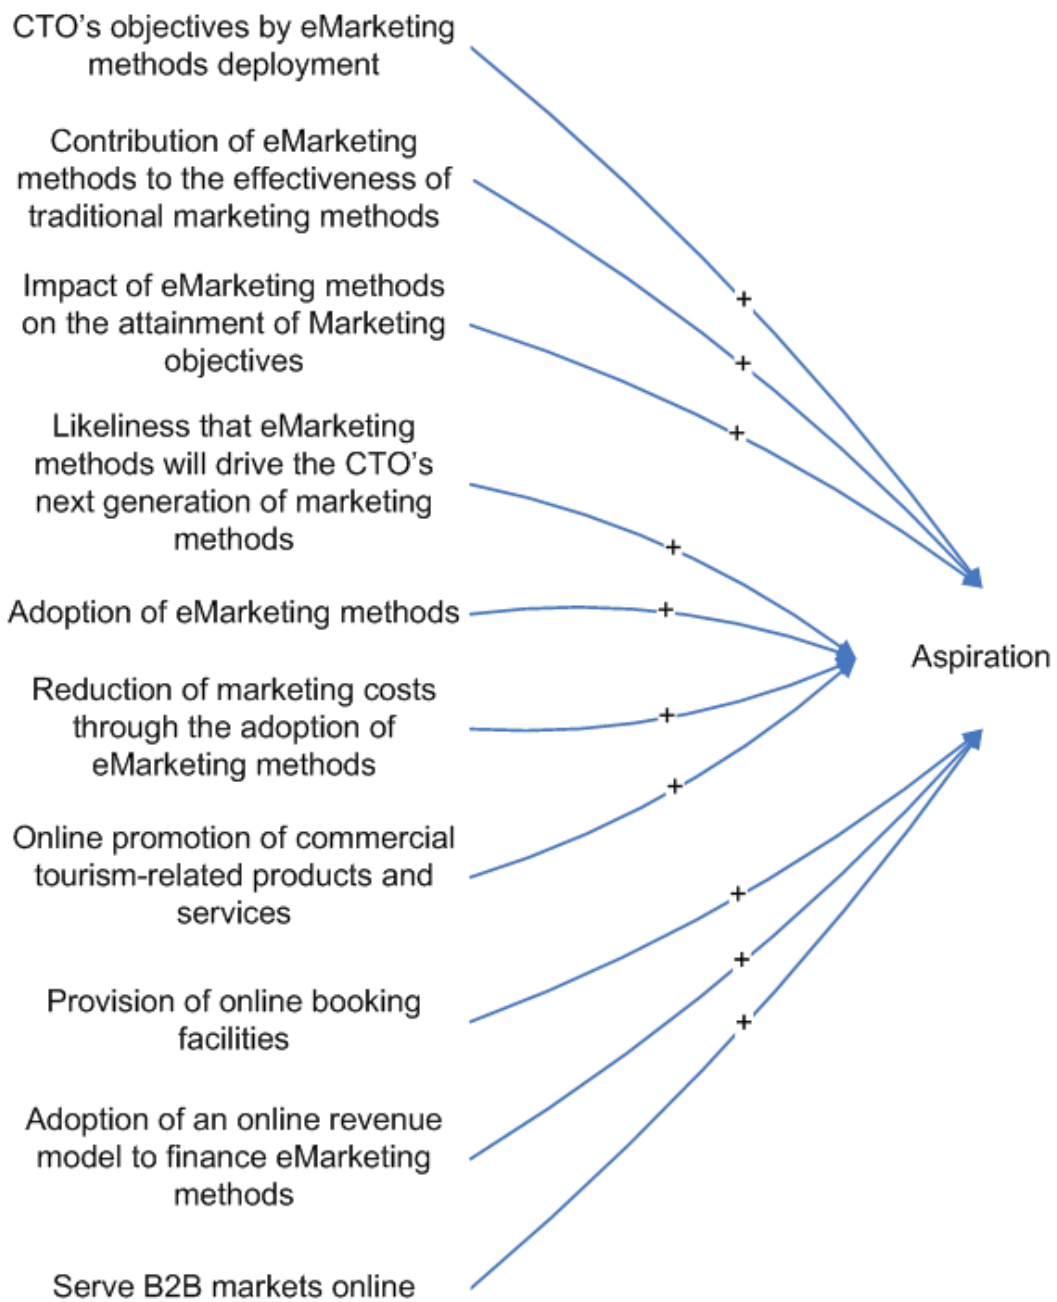 CTO’s objectives by eMarketing
methods deployment
Contribution of eMarketing
methods to the effectiveness of
traditional marketing methods
Impact of eMarketing methods
on the attainment of Marketing
objectives
Likeliness that eMarketing
methods will drive the CTO’s
next generation of marketing
methods
Adoption of eMarketing methods
Reduction of marketing costs
through the adoption of
eMarketing methods
Online promotion of commercial
tourism-related products and
services
Provision of online booking
facilities
Adoption of an online revenue
model to finance eMarketing
methods
Serve B2B markets online
+
+
+
+
+
+
+
+
+
+
Aspiration